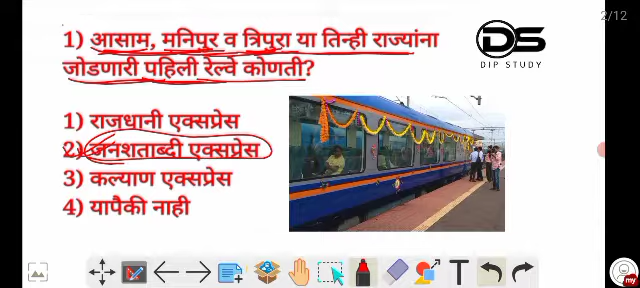 2/12
1) आसाम, मनिपूर व त्रिपुरा या तिन्ही राज्यांना
जोडणारी पहिली रेल्वे कोणती?
DS
DIP STUDY
1) राजधानी एक्सप्रेस
2) जनशताब्दी एक्सप्रेस
3) कल्याण एक्सप्रेस
4) यापैकी नाही
T
my